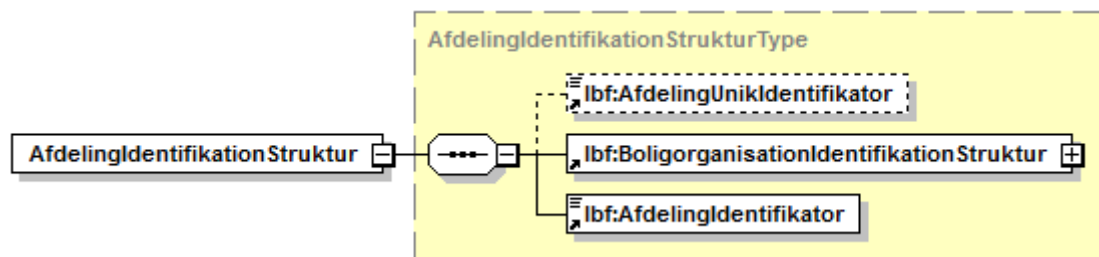 AfdelingIdentifikationStrukturType
lbf:AfdelingUnikIdentifikator
AfdelingIdentifikationStruktur
lbf:BoligorganisationIdentifikationStruktur
lbf:AfdelingIdentifikator